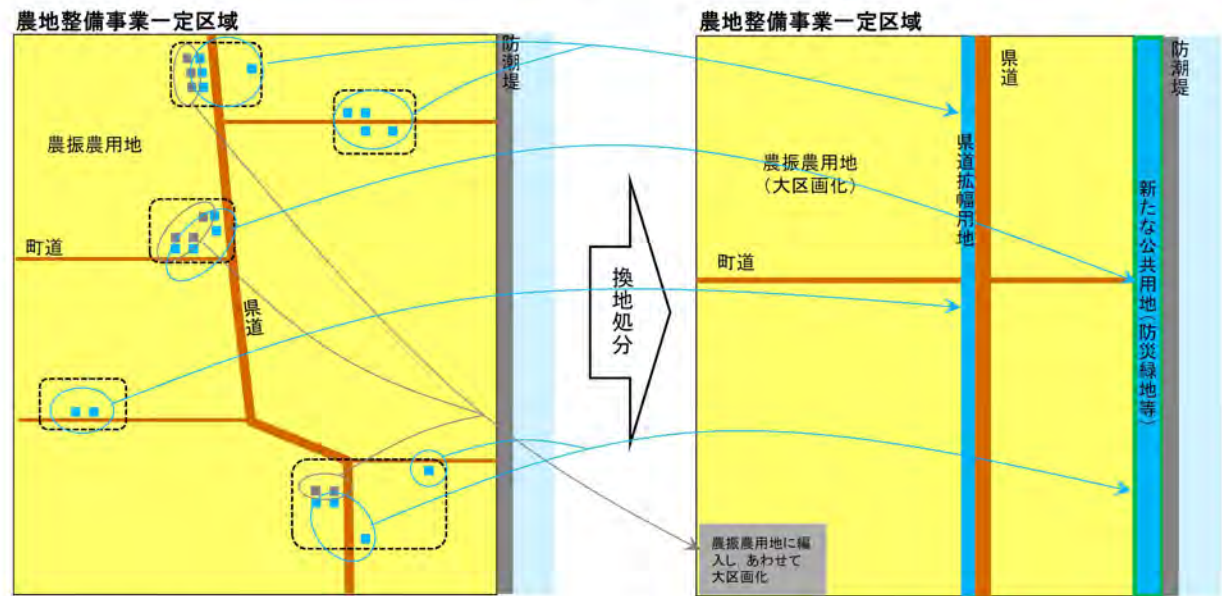 農地整備事業一定区域
防潮堤
農振農用地
町道
県道
換地処分
農地整備事業一定区域
県道
防潮堤
農振農用地
(大区画化)
県道拡幅用地
新たな公共用地(防災緑地等)
町道
農振農用地に編
入し、あわせて
大区画化